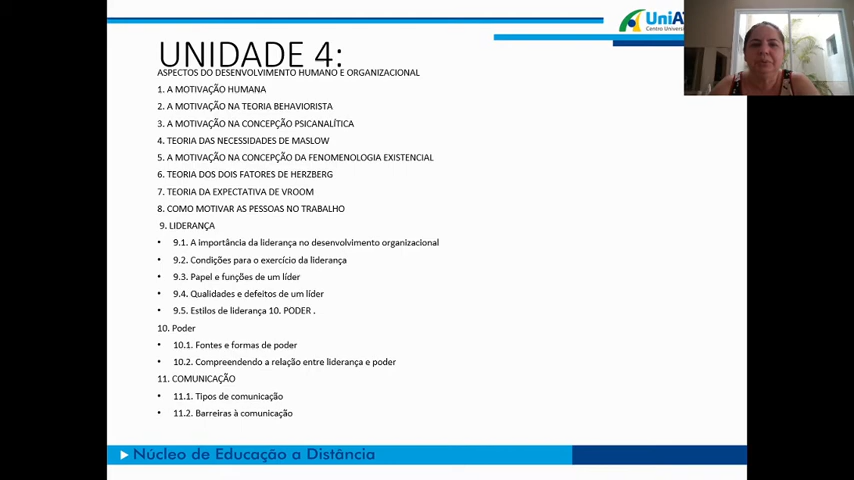 UniA
Centro Univers
UNIDADE 4:
ASPECTOS DO DESENVOLVIMENTO HUMANO E ORGANIZACIONAL
1. A MOTIVAÇÃO HUMANA
2. A MOTIVAÇÃO NA TEORIA BEHAVIORISTA
3. A MOTIVAÇÃO NA CONCEPÇÃO PSICANALÍTICA
4. TEORIA DAS NECESSIDADES DE MASLOW
5. A MOTIVAÇÃO NA CONCEPÇÃO DA FENOMENOLOGIA EXISTENCIAL
6. TEORIA DOS DOIS FATORES DE HERZBERG
7. TEORIA DA EXPECTATIVA DE VROOM
8. COMO MOTIVAR AS PESSOAS NO TRABALHO
9. LIDERANÇA
• 9.1. A importância da liderança no desenvolvimento organizacional
• 9.2. Condições para o exercício da liderança
• 9.3. Papel e funções de um líder
• 9.4. Qualidades e defeitos de um líder
• 9.5. Estilos de liderança 10. PODER .
10. Poder
• 10.1. Fontes e formas de poder
• 10.2. Compreendendo a relação entre liderança e poder
11. COMUNICAÇÃO
• 11.1. Tipos de comunicação
• 11.2. Barreiras à comunicação
Núcleo de Educação a Distância